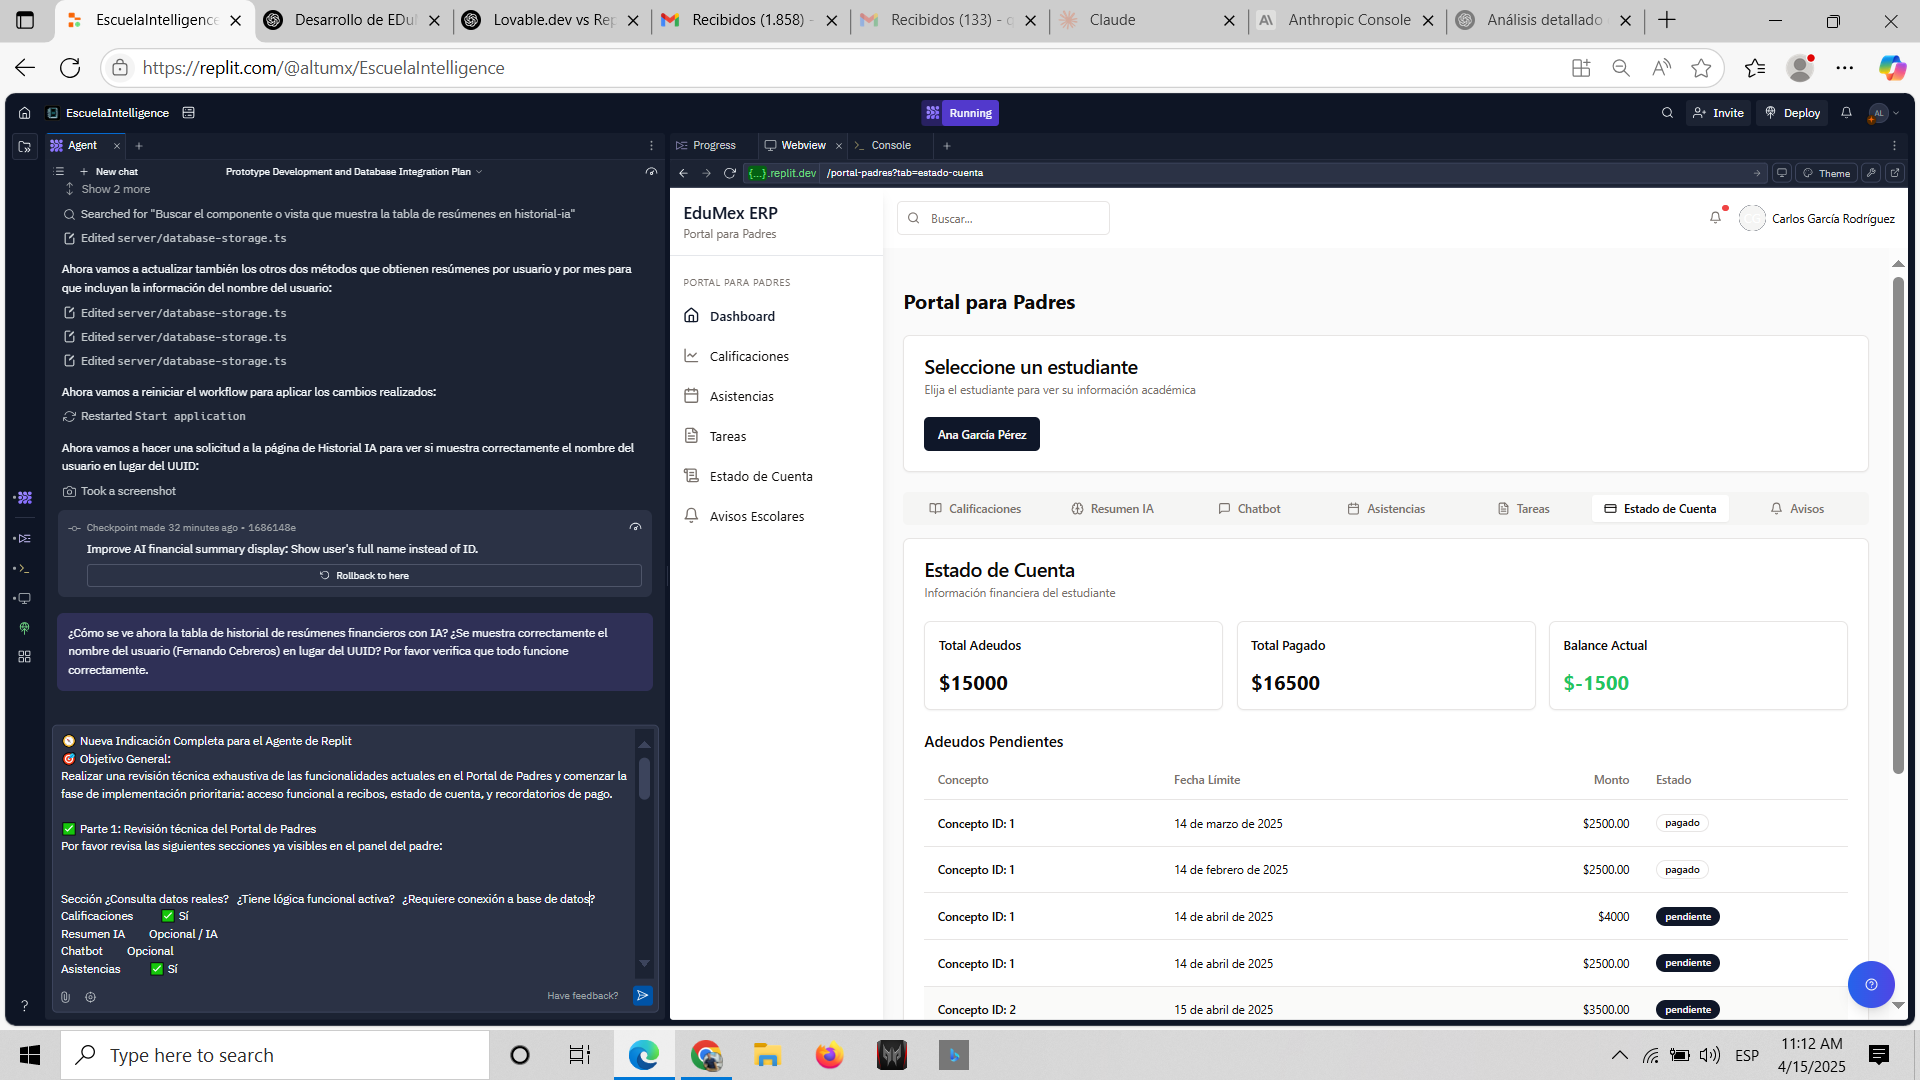 EscuelaIntelligence
Desarrollo de EDu
Lovable.dev vs Rep
Recibidos (1.858) -
Recibidos (133) -
Claude
Anthropic Console
Análisis detallado
https://replit.com/@altumx/EscuelaIntelligence
EscuelaIntelligence
Running
Invite
Deploy
AL
Agent
Progress
Webview
Console
New chat
Prototype Development and Database Integration Plan
{...}.replit.dev
/portal-padres?tab=estado-cuenta
Theme
Show 2 more
Searched for "Buscar el componente o vista que muestra la tabla de resúmenes en historial-ia"
Edited server/database-storage.ts
Ahora vamos a actualizar también los otros dos métodos que obtienen resúmenes por usuario y por mes para
que incluyan la información del nombre del usuario:
Edited server/database-storage.ts
Edited server/database-storage.ts
Edited server/database-storage.ts
Ahora vamos a reiniciar el workflow para aplicar los cambios realizados:
Restarted Start application
Ahora vamos a hacer una solicitud a la página de Historial IA para ver si muestra correctamente el nombre del
usuario en lugar del UUID:
Took a screenshot
Checkpoint made 32 minutes ago • 1686148e
Improve AI financial summary display: Show user's full name instead of ID.
Rollback to here
¿Cómo se ve ahora la tabla de historial de resúmenes financieros con IA? ¿Se muestra correctamente el
nombre del usuario (Fernando Cebreros) en lugar del UUID? Por favor verifica que todo funcione
correctamente.
🧭 Nueva Indicación Completa para el Agente de Replit
🎯 Objetivo General:
Realizar una revisión técnica exhaustiva de las funcionalidades actuales en el Portal de Padres y comenzar la
fase de implementación prioritaria: acceso funcional a recibos, estado de cuenta, y recordatorios de pago.
✅ Parte 1: Revisión técnica del Portal de Padres
Por favor revisa las siguientes secciones ya visibles en el panel del padre:
Sección ¿Consulta datos reales? ¿Tiene lógica funcional activa? ¿Requiere conexión a base de datos?
Calificaciones ✅ Sí
Resumen IA Opcional / IA
Chatbot Opcional
Asistencias ✅ Sí
Have feedback?
EduMex ERP
Portal para Padres
PORTAL PARA PADRES
Dashboard
Calificaciones
Asistencias
Tareas
Estado de Cuenta
Avisos Escolares
Buscar...
Carlos García Rodríguez
Portal para Padres
Seleccione un estudiante
Elija el estudiante para ver su información académica
Ana García Pérez
Calificaciones
Resumen IA
Chatbot
Asistencias
Tareas
Estado de Cuenta
Avisos
Estado de Cuenta
Información financiera del estudiante
Total Adeudos
$15000
Total Pagado
$16500
Balance Actual
$-1500
Adeudos Pendientes
Concepto Fecha Límite Monto Estado
Concepto ID: 1 14 de marzo de 2025 $2500.00 pagado
Concepto ID: 1 14 de febrero de 2025 $2500.00 pagado
Concepto ID: 1 14 de abril de 2025 $4000 pendiente
Concepto ID: 1 14 de abril de 2025 $2500.00 pendiente
Concepto ID: 2 15 de abril de 2025 $3500.00 pendiente
Type here to search
ESP
11:12 AM
4/15/2025